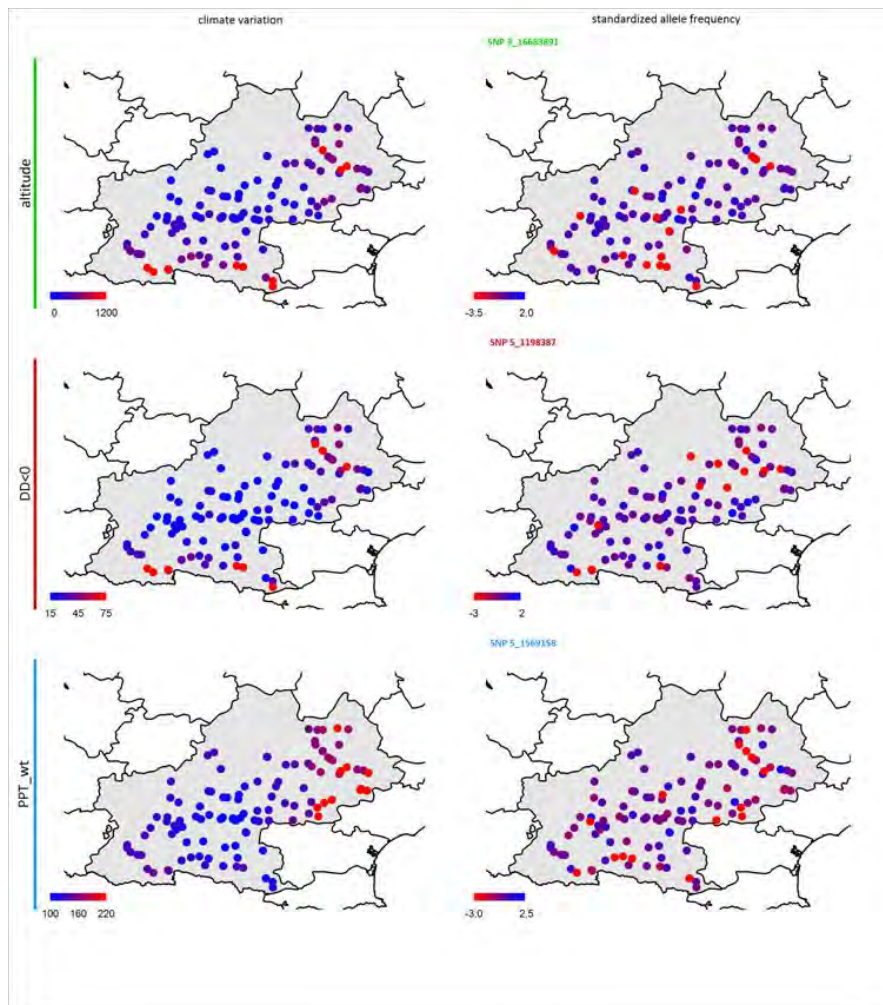 climate variation
standardized allele frequency
altitude
SNP 3_16683891
0 1200
-3.5 2.0
DD<0
SNP 5_1198387
15 45 75
-3 2
PPT_wt
SNP 5_1569158
100 160 220
-3.0 2,5